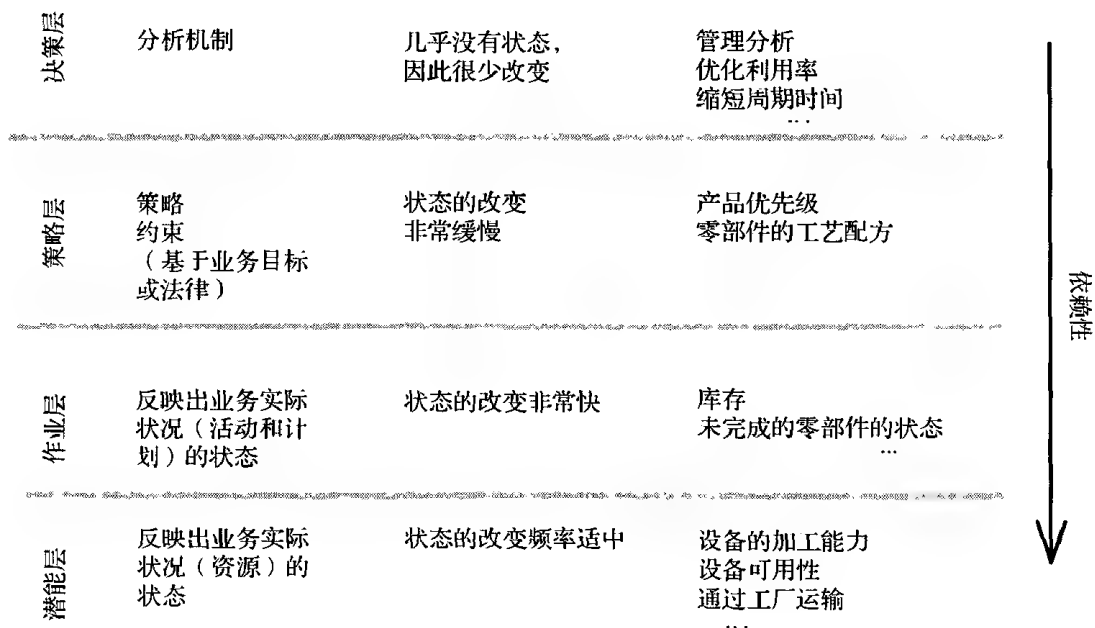 决策层
分析机制
几乎没有状态，
因此很少改变
管理分析
优化利用率
缩短周期时间
...
策略层
策略
约束
（基于业务目标
或法律）
状态的改变
非常缓慢
产品优先级
零部件的工艺配方
作业层
反映出业务实际
状况（活动和计
划）的状态
状态的改变非常快
库存
未完成的零部件的状态
...
潜能层
反映出业务实际
状况（资源）的
状态
状态的改变频率适中
设备的加工能力
设备可用性
通过工厂运输
...
依赖性